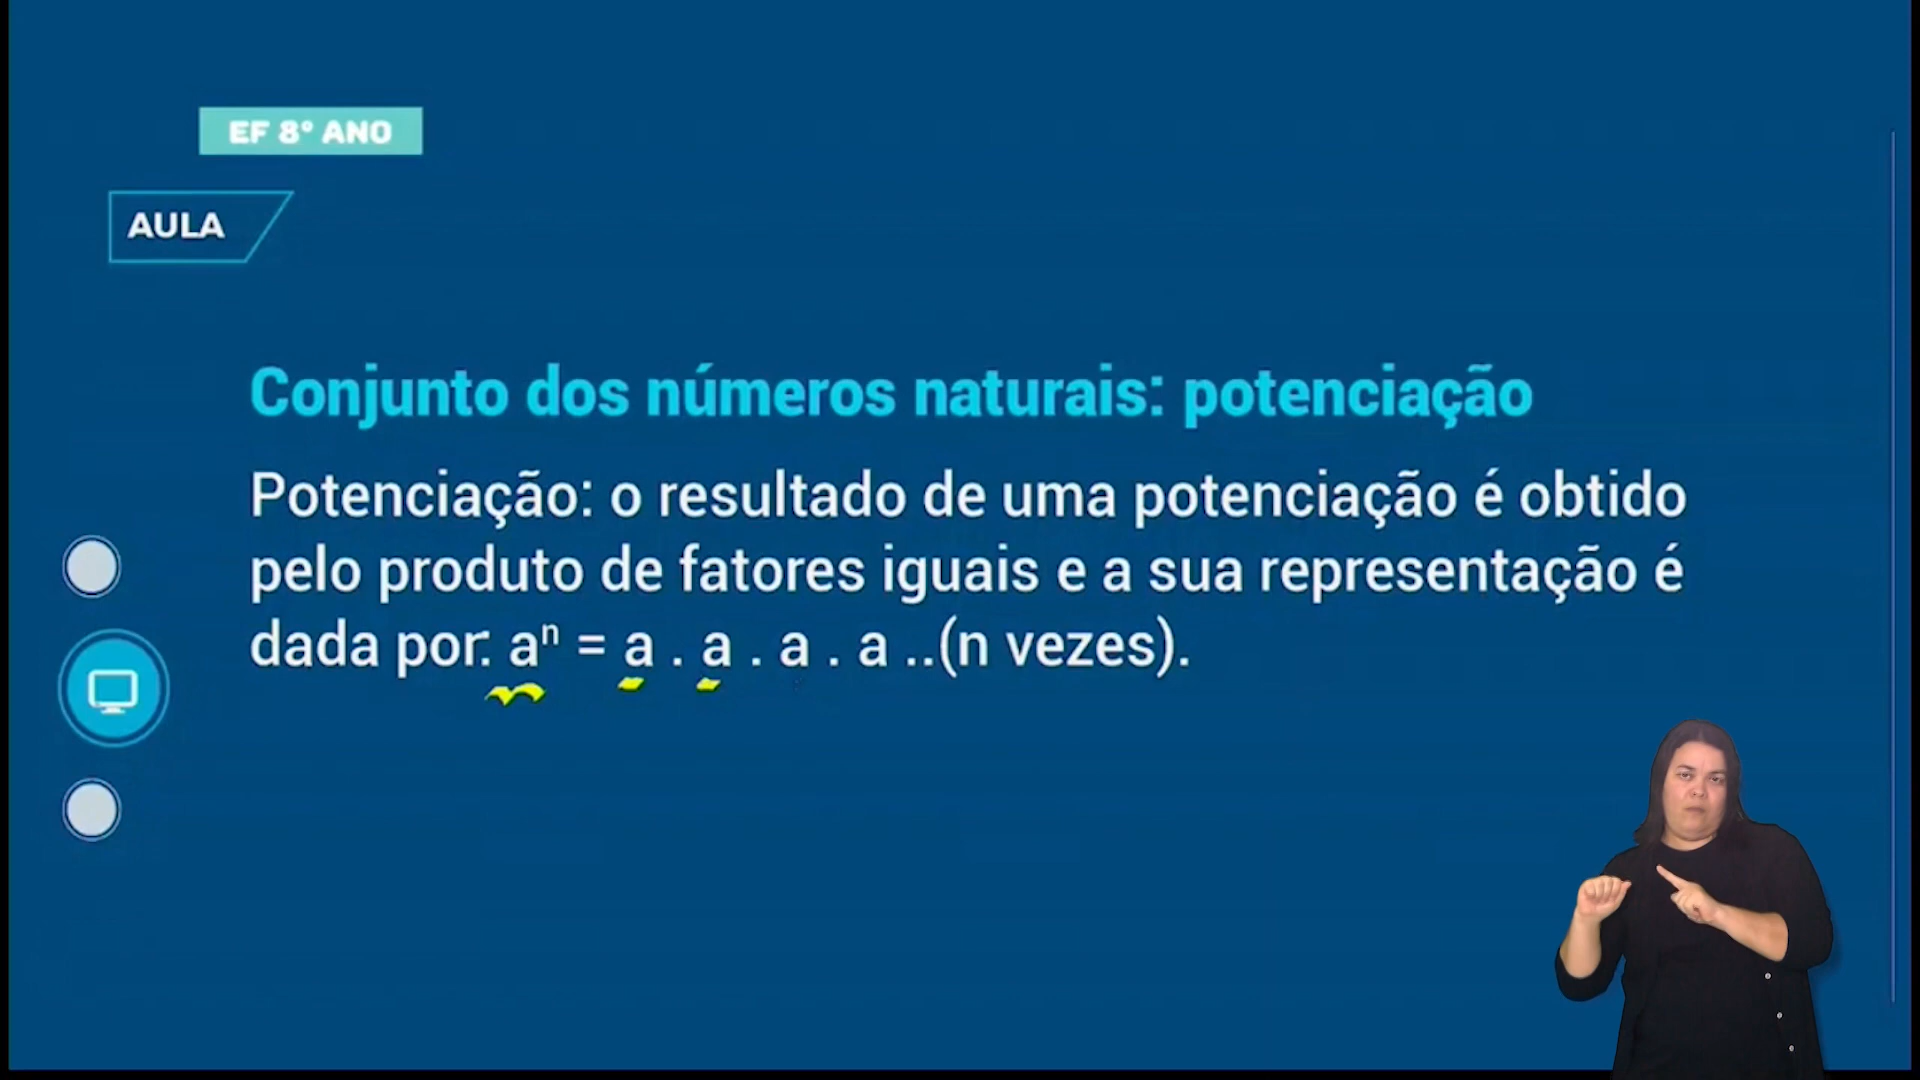 EF 8º ANO
AULA
Conjunto dos números naturais: potenciação
Potenciação: o resultado de uma potenciação é obtido
pelo produto de fatores iguais e a sua representação é
dada por: aⁿ = a . a . a . a ..(n vezes).